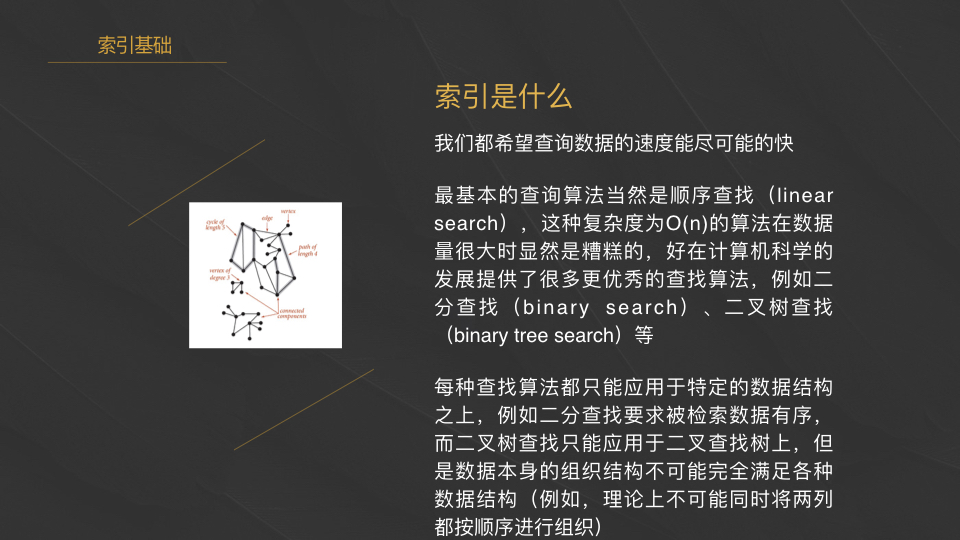 索引基础
索引是什么
我们都希望查询数据的速度能尽可能的快
最基本的查询算法当然是顺序查找（linear
search），这种复杂度为O(n)的算法在数据
量很大时显然是糟糕的，好在计算机科学的
发展提供了很多更优秀的查找算法，例如二
分查找（binary search）、二叉树查找
（binary tree search）等
每种查找算法都只能应用于特定的数据结构
之上，例如二分查找要求被检索数据有序，
而二叉树查找只能应用于二叉查找树上，但
是数据本身的组织结构不可能完全满足各种
数据结构（例如，理论上不可能同时将两列
都按顺序进行组织）
vertex
edge
cycle of
length 5
path of
length 4
vertex of
degree 3
connected
components